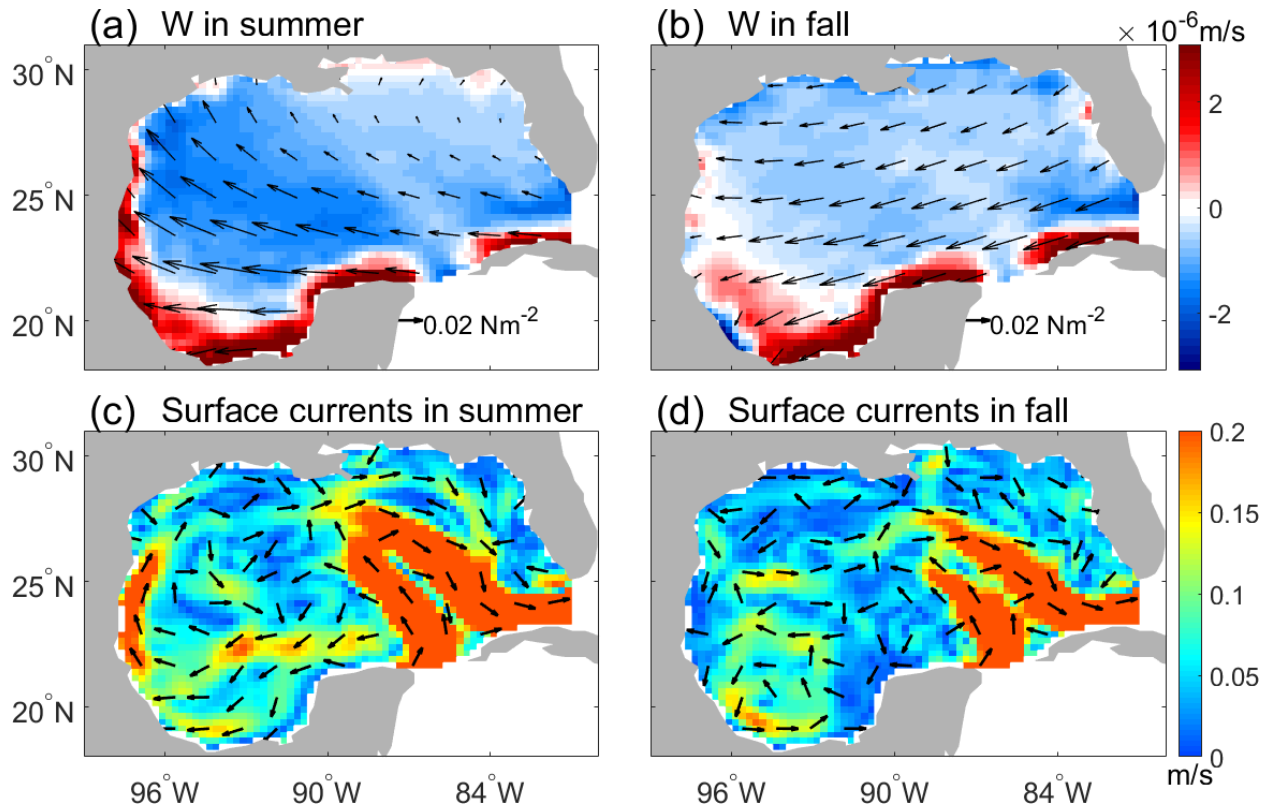 (a) W in summer
(b) W in fall
× 10⁻⁶m/s
30°N
25°N
20°N
0.02 Nm⁻²
0.02 Nm⁻²
2
0
-2
(c) Surface currents in summer
(d) Surface currents in fall
30°N
25°N
20°N
96°W
90°W
84°W
96°W
90°W
84°W
0.2
0.15
0.1
0.05
0
m/s